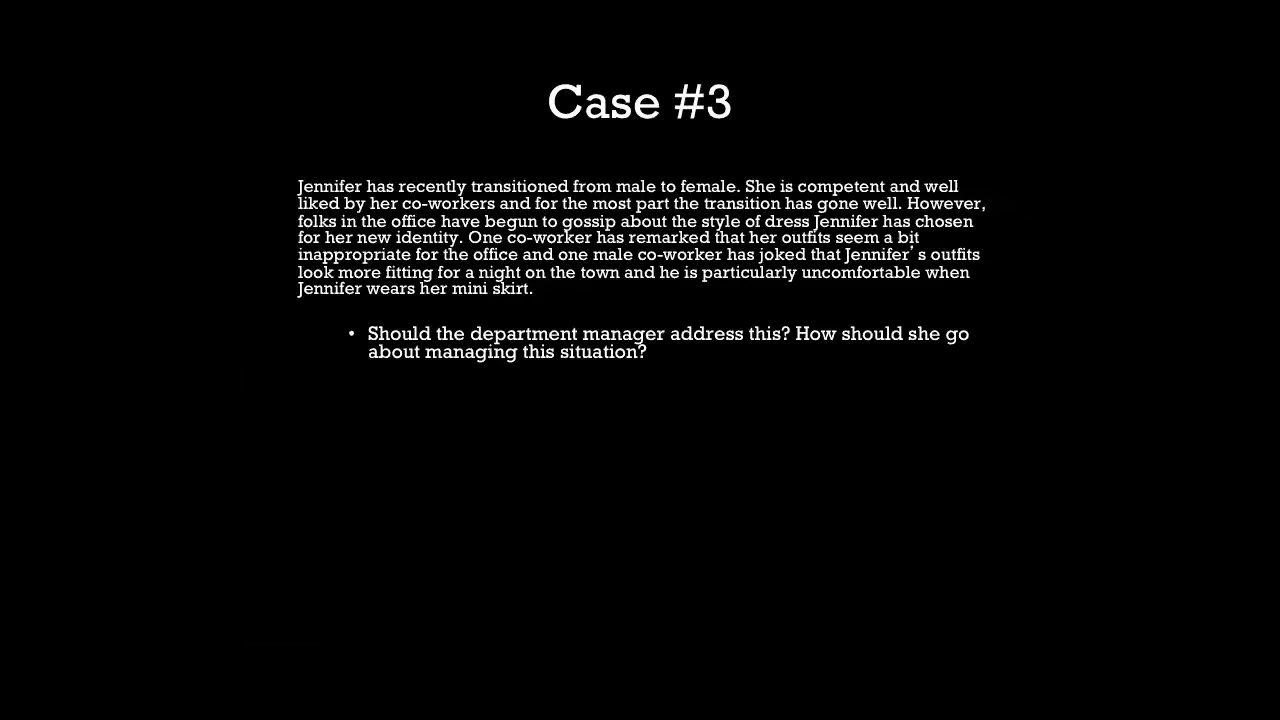 Case #3
Jennifer has recently transitioned from male to female. She is competent and well
liked by her co-workers and for the most part the transition has gone well. However,
folks in the office have begun to gossip about the style of dress Jennifer has chosen
for her new identity. One co-worker has remarked that her outfits seem a bit
inappropriate for the office and one male co-worker has joked that Jennifer’s outfits
look more fitting for a night on the town and he is particularly uncomfortable when
Jennifer wears her mini skirt.
• Should the department manager address this? How should she go
about managing this situation?